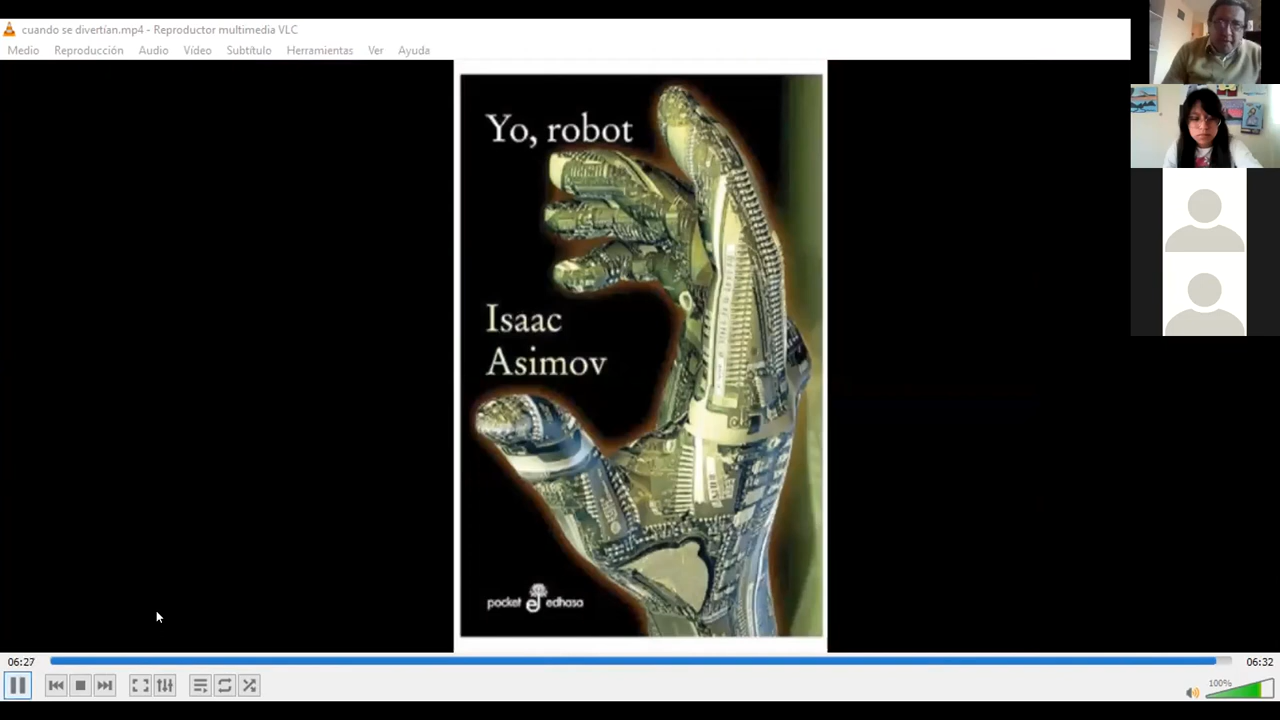 cuando se divertían.mp4 - Reproductor multimedia VLC
Medio Reproducción Audio Vídeo Subtítulo Herramientas Ver Ayuda
Yo, robot
Isaac
Asimov
pocket edhasa
06:27
06:32
100%